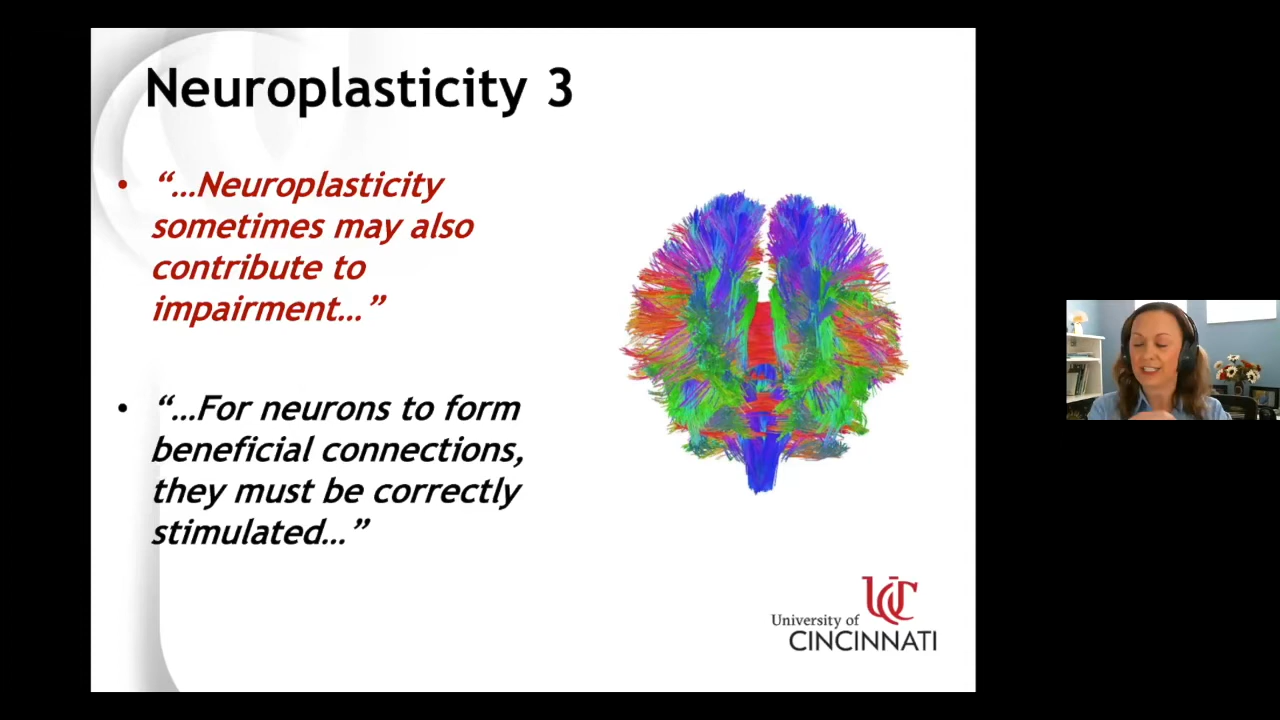 Neuroplasticity 3
• “…Neuroplasticity
sometimes may also
contribute to
impairment…”
• “…For neurons to form
beneficial connections,
they must be correctly
stimulated…”
UC
University of
CINCINNATI